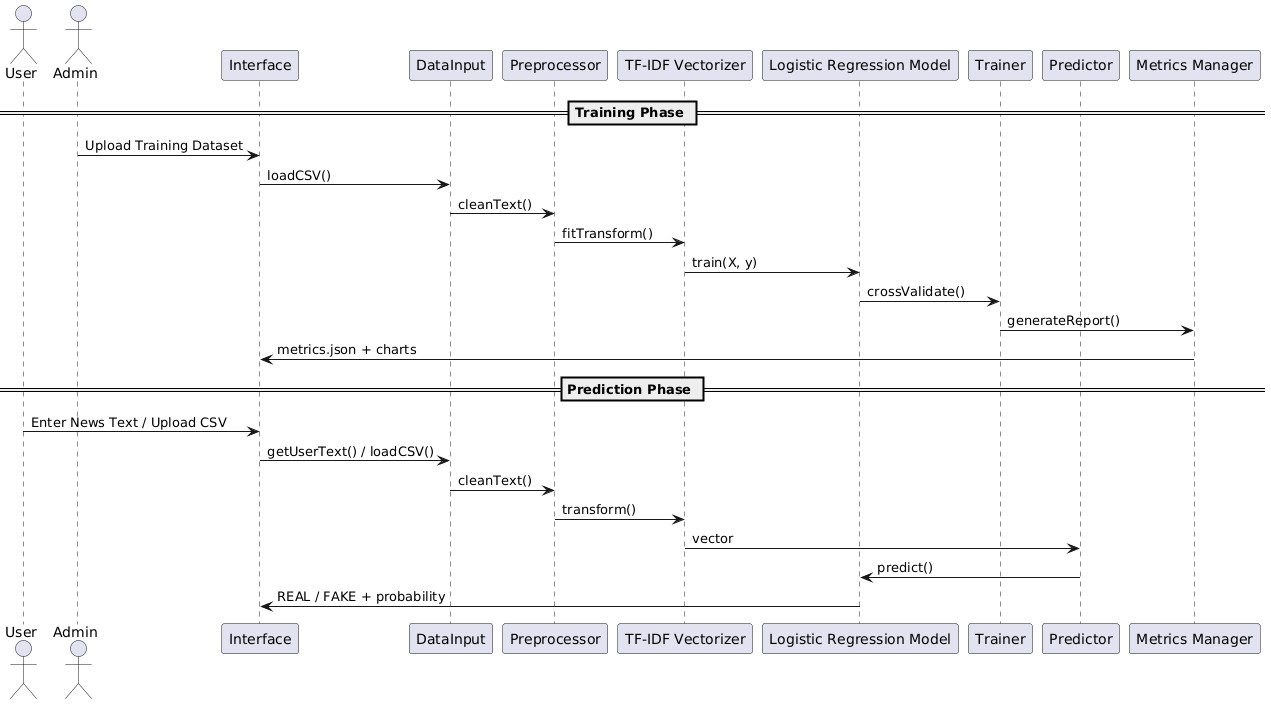 User
Admin
Interface
DataInput
Preprocessor
TF-IDF Vectorizer
Logistic Regression Model
Trainer
Predictor
Metrics Manager
Training Phase
Upload Training Dataset
loadCSV()
cleanText()
fitTransform()
train(X, y)
crossValidate()
generateReport()
metrics.json + charts
Prediction Phase
Enter News Text / Upload CSV
getUserText() / loadCSV()
cleanText()
transform()
vector
predict()
REAL / FAKE + probability
User
Admin
Interface
DataInput
Preprocessor
TF-IDF Vectorizer
Logistic Regression Model
Trainer
Predictor
Metrics Manager